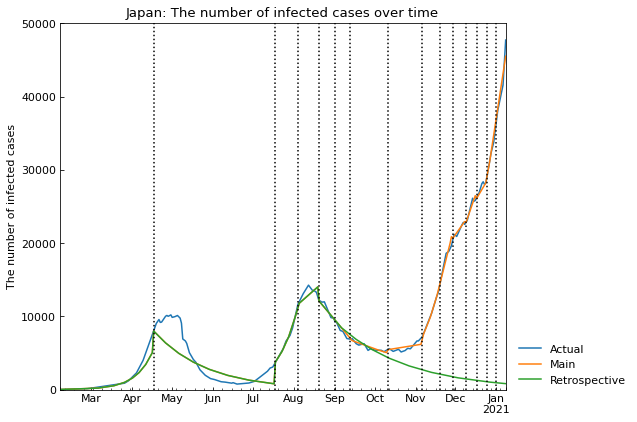 Japan: The number of infected cases over time
The number of infected cases
50000
40000
30000
20000
10000
0
Mar Apr May Jun Jul Aug Sep Oct Nov Dec Jan
2021
Actual
Main
Retrospective